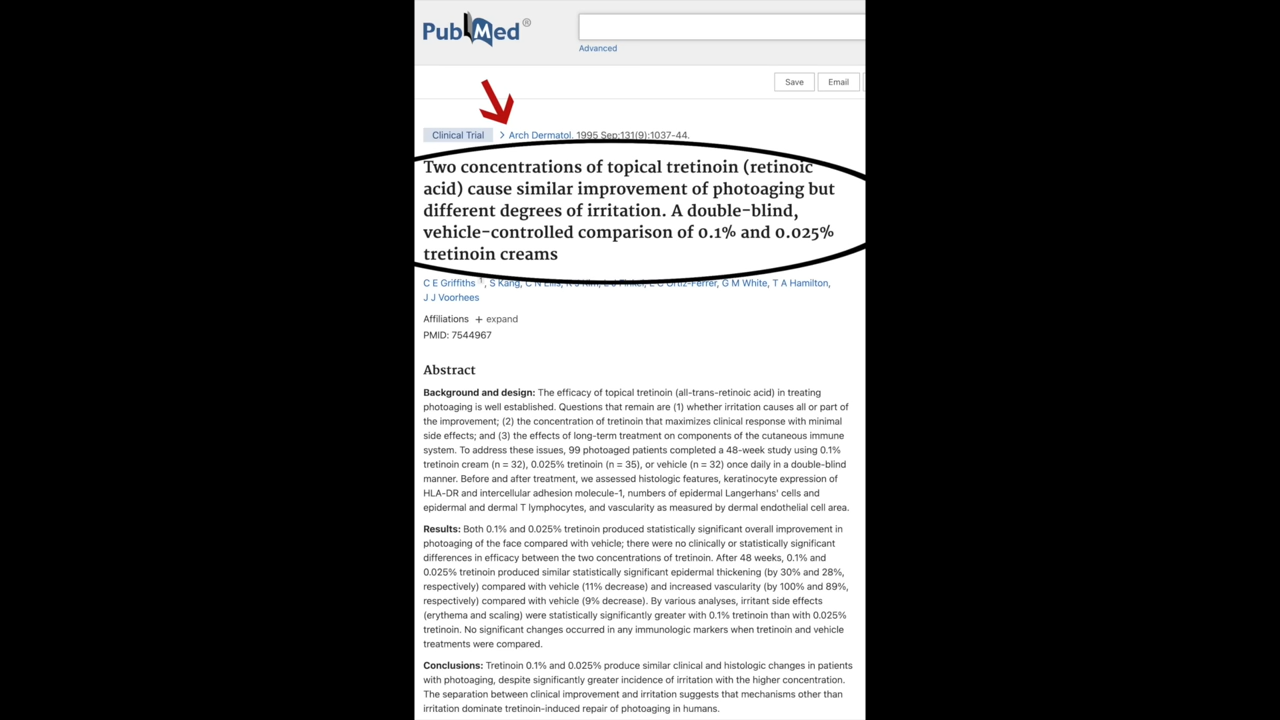 PubMed®
Advanced
Save
Email
Clinical Trial
> Arch Dermatol. 1995 Sep;131(9):1037-44.
Two concentrations of topical tretinoin (retinoic
acid) cause similar improvement of photoaging but
different degrees of irritation. A double-blind,
vehicle-controlled comparison of 0.1% and 0.025%
tretinoin creams
C E Griffiths 1, S Kang, C N Ellis, K J Kim, L J Finkel, L C Ortiz-Ferrer, G M White, T A Hamilton,
J J Voorhees
Affiliations + expand
PMID: 7544967
Abstract
Background and design: The efficacy of topical tretinoin (all-trans-retinoic acid) in treating
photoaging is well established. Questions that remain are (1) whether irritation causes all or part of
the improvement; (2) the concentration of tretinoin that maximizes clinical response with minimal
side effects; and (3) the effects of long-term treatment on components of the cutaneous immune
system. To address these issues, 99 photoaged patients completed a 48-week study using 0.1%
tretinoin cream (n = 32), 0.025% tretinoin (n = 35), or vehicle (n = 32) once daily in a double-blind
manner. Before and after treatment, we assessed histologic features, keratinocyte expression of
HLA-DR and intercellular adhesion molecule-1, numbers of epidermal Langerhans' cells and
epidermal and dermal T lymphocytes, and vascularity as measured by dermal endothelial cell area.
Results: Both 0.1% and 0.025% tretinoin produced statistically significant overall improvement in
photoaging of the face compared with vehicle; there were no clinically or statistically significant
differences in efficacy between the two concentrations of tretinoin. After 48 weeks, 0.1% and
0.025% tretinoin produced similar statistically significant epidermal thickening (by 30% and 28%,
respectively) compared with vehicle (11% decrease) and increased vascularity (by 100% and 89%,
respectively) compared with vehicle (9% decrease). By various analyses, irritant side effects
(erythema and scaling) were statistically significantly greater with 0.1% tretinoin than with 0.025%
tretinoin. No significant changes occurred in any immunologic markers when tretinoin and vehicle
treatments were compared.
Conclusions: Tretinoin 0.1% and 0.025% produce similar clinical and histologic changes in patients
with photoaging, despite significantly greater incidence of irritation with the higher concentration.
The separation between clinical improvement and irritation suggests that mechanisms other than
irritation dominate tretinoin-induced repair of photoaging in humans.